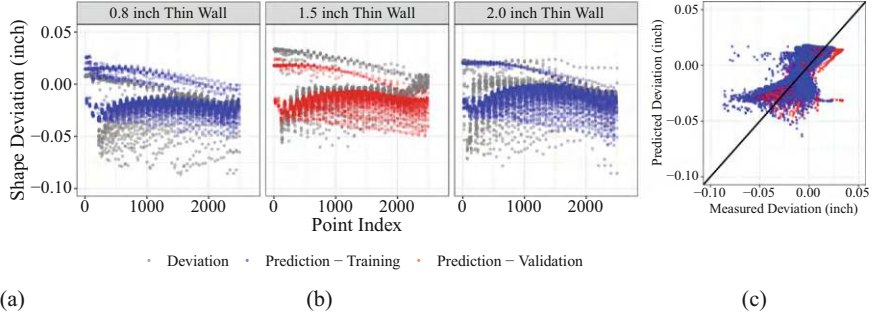 0.8 inch Thin Wall 1.5 inch Thin Wall 2.0 inch Thin Wall
Shape Deviation (inch)
0.05
0.00
−0.05
−0.10
0 1000 2000 0 1000 2000 0 1000 2000
Point Index
Deviation Prediction − Training Prediction − Validation
Predicted Deviation (inch)
0.05
0.00
−0.05
−0.10
−0.10 −0.05 0.00 0.05
Measured Deviation (inch)
(a) (b) (c)